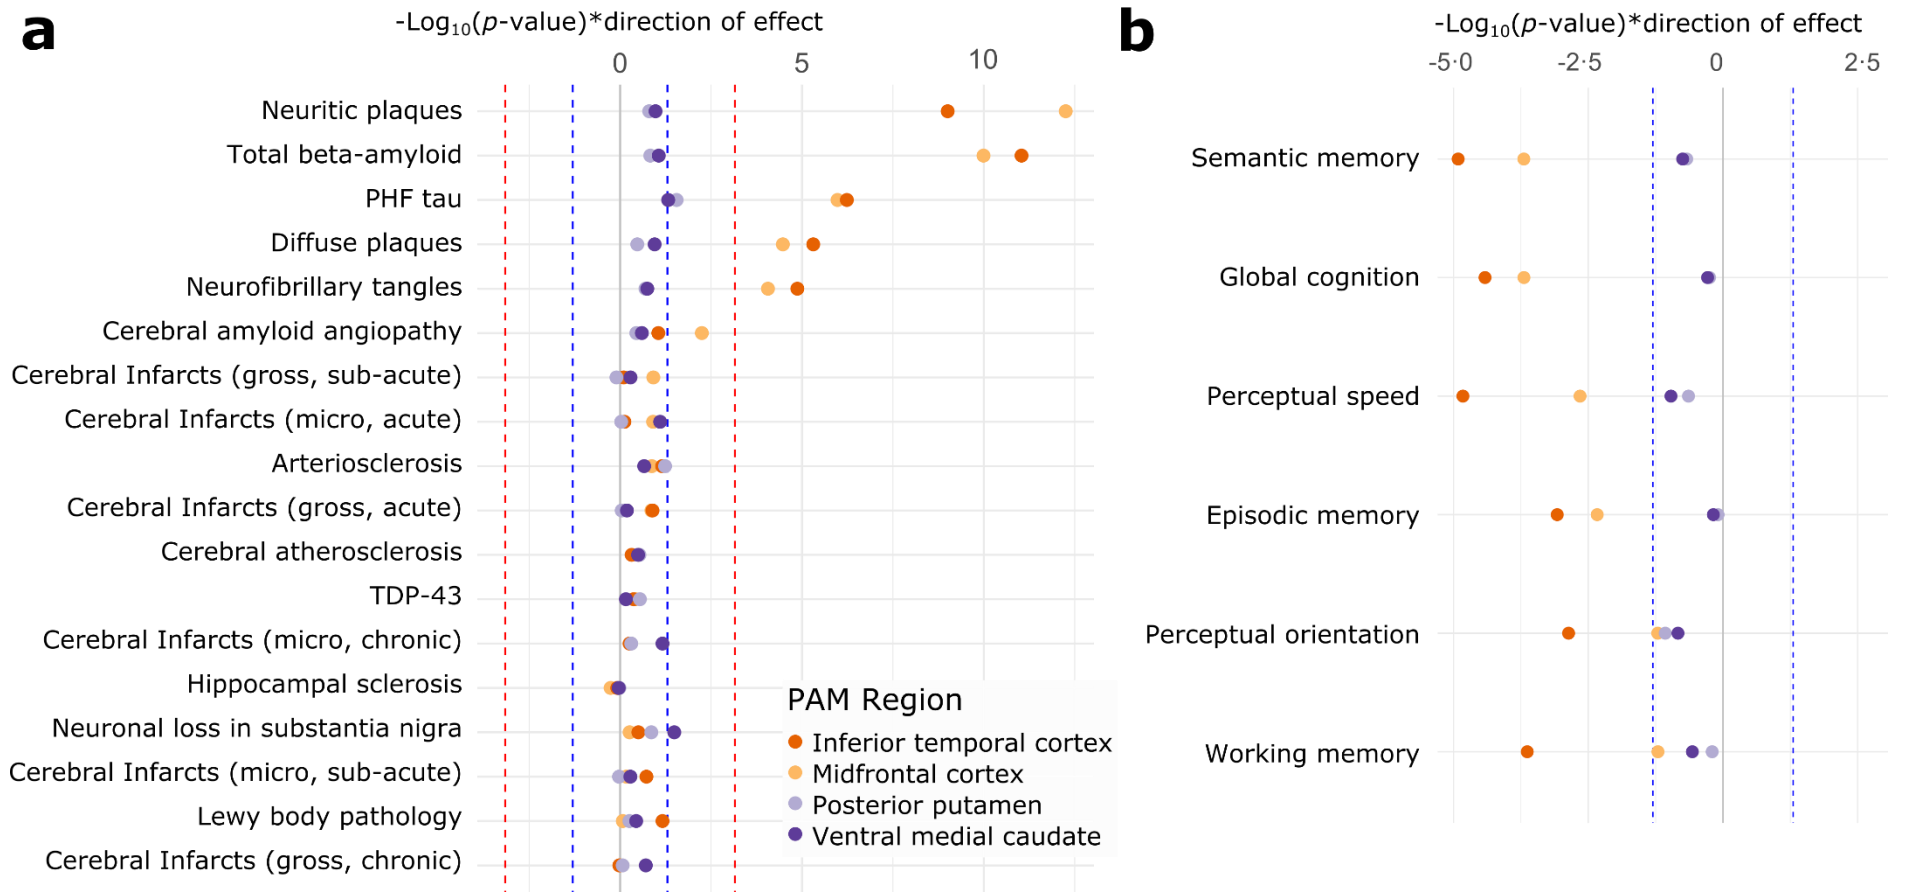 a
-Log₁₀(p-value)*direction of effect
0 5 10
Neuritic plaques
Total beta-amyloid
PHF tau
Diffuse plaques
Neurofibrillary tangles
Cerebral amyloid angiopathy
Cerebral Infarcts (gross, sub-acute)
Cerebral Infarcts (micro, acute)
Arteriosclerosis
Cerebral Infarcts (gross, acute)
Cerebral atherosclerosis
TDP-43
Cerebral Infarcts (micro, chronic)
Hippocampal sclerosis
Neuronal loss in substantia nigra
Cerebral Infarcts (micro, sub-acute)
Lewy body pathology
Cerebral Infarcts (gross, chronic)
PAM Region
Inferior temporal cortex
Midfrontal cortex
Posterior putamen
Ventral medial caudate
b
-Log₁₀(p-value)*direction of effect
-5·0 -2·5 0 2·5
Semantic memory
Global cognition
Perceptual speed
Episodic memory
Perceptual orientation
Working memory